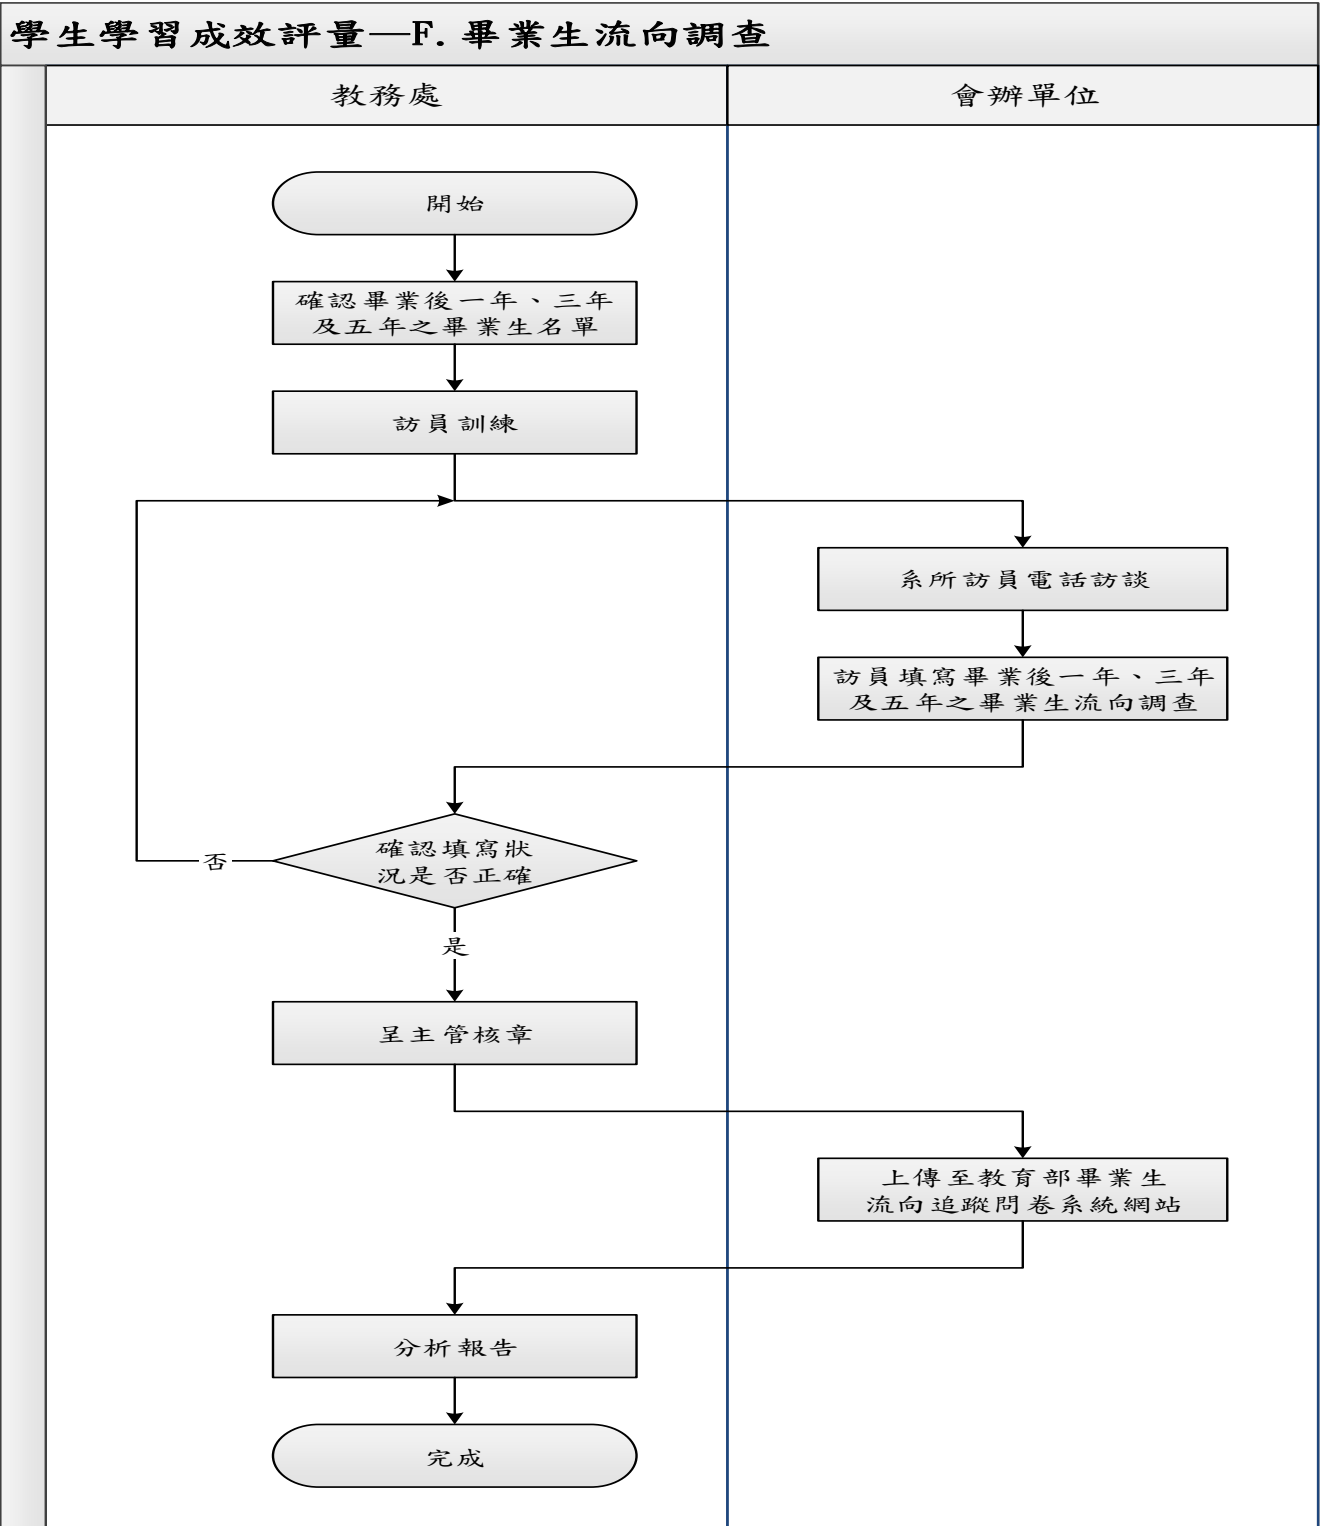 學生學習成效評量—F. 畢業生流向調查
教務處
會辦單位
開始
確認畢業後一年、三年
及五年之畢業生名單
訪員訓練
系所訪員電話訪談
訪員填寫畢業後一年、三年
及五年之畢業生流向調查
確認填寫狀
況是否正確
否
是
呈主管核章
上傳至教育部畢業生
流向追蹤問卷系統網站
分析報告
完成